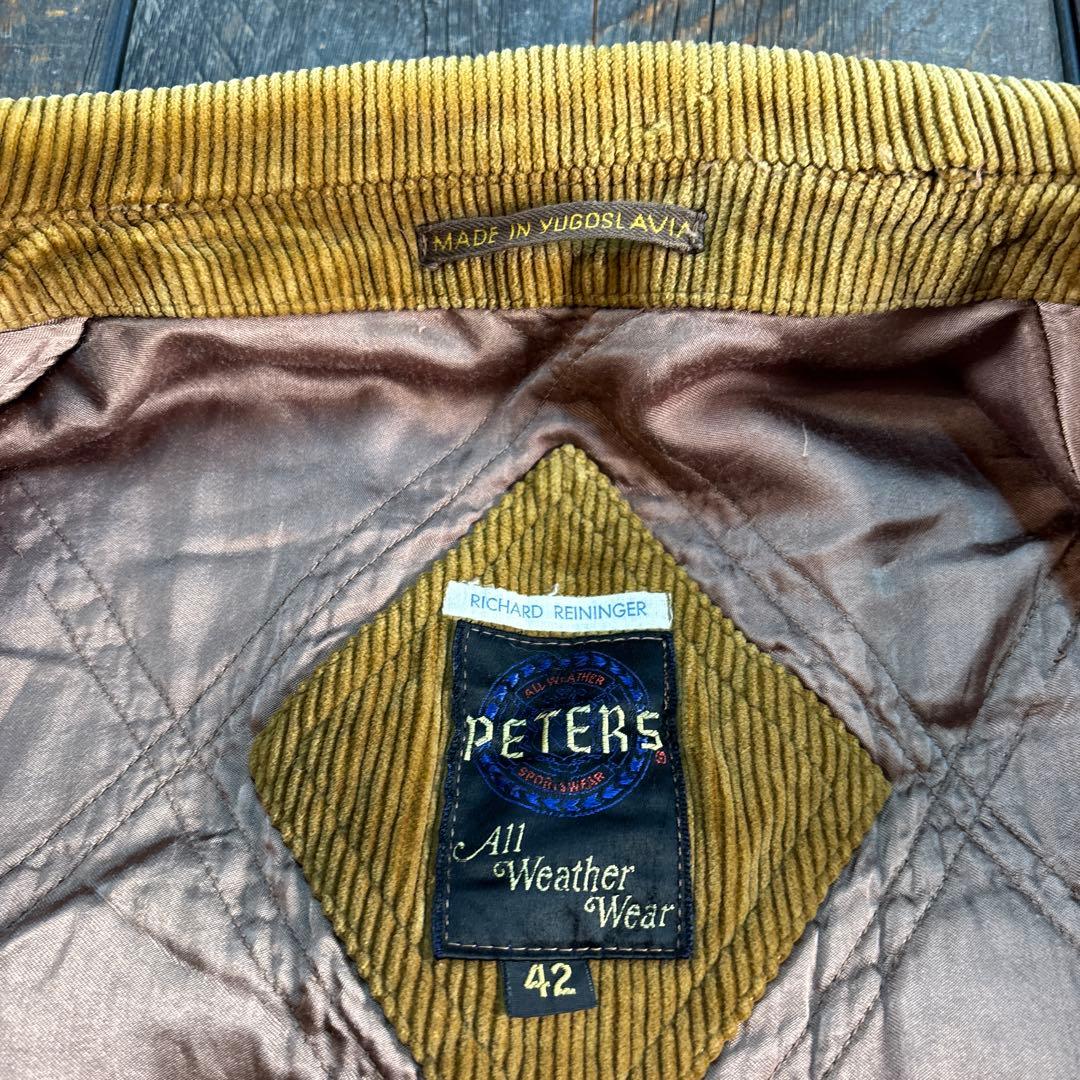 MADE IN YUGOSLAVIA
RICHARD REININGER
ALL WEATHER
PETERS
SPORTSWEAR
All
Weather
Wear
42